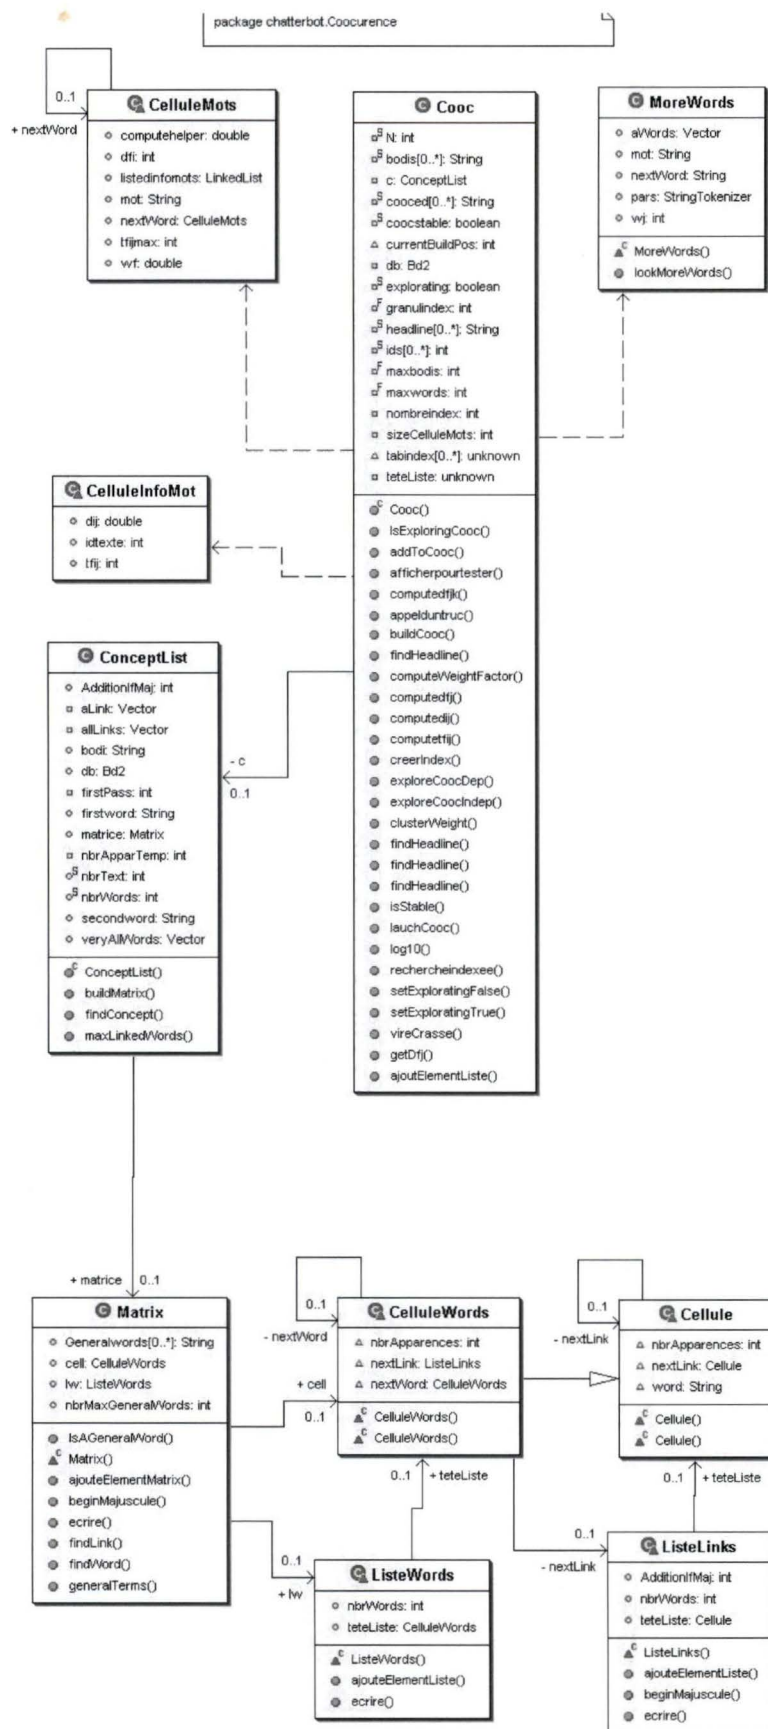 package chatterbot.Coocurence
0..1
+ nextWord
CelluleMots
computehelper: double
dfi: int
listedinfomots: LinkedList
mot: String
nextWord: CelluleMots
tfijmax: int
wf: double
Cooc
N: int
bodis[0..*]: String
c: ConceptList
cooced[0..*]: String
coocstable: boolean
currentBuildPos: int
db: Bd2
explorating: boolean
granulindex: int
headline[0..*]: String
ids[0..*]: int
maxbodis: int
maxwords: int
nombreindex: int
sizeCelluleMots: int
tabindex[0..*]: unknown
teteListe: unknown
Cooc()
IsExploringCooc()
addToCooc()
afficherpourtester()
computedfjk()
appelduntruc()
buildCooc()
findHeadline()
computeWeightFactor()
computedfj()
computedij()
computetfij()
creerIndex()
exploreCoocDep()
exploreCoocIndep()
clusterWeight()
findHeadline()
findHeadline()
findHeadline()
isStable()
lauchCooc()
log10()
rechercheindexee()
setExploratingFalse()
setExploratingTrue()
vireCrasse()
getDfj()
ajoutElementListe()
MoreWords
aWords: Vector
mot: String
nextWord: String
pars: StringTokenizer
wj: int
MoreWords()
lookMoreWords()
CelluleInfoMot
dij: double
idtexte: int
tfij: int
ConceptList
AdditionIfMaj: int
aLink: Vector
allLinks: Vector
bodi: String
db: Bd2
firstPass: int
firstword: String
matrice: Matrix
nbrApparTemp: int
nbrText: int
nbrWords: int
secondword: String
veryAllWords: Vector
ConceptList()
buildMatrix()
findConcept()
maxLinkedWords()
- c
0..1
+ matrice 0..1
Matrix
Generalwords[0..*]: String
cell: CelluleWords
lw: ListeWords
nbrMaxGeneralWords: int
IsAGeneralWord()
Matrix()
ajouteElementMatrix()
beginMajuscule()
ecrire()
findLink()
findWord()
generalTerms()
0..1
- nextWord
+ cell
0..1
CelluleWords
nbrApparences: int
nextLink: ListeLinks
nextWord: CelluleWords
CelluleWords()
CelluleWords()
0..1
- nextLink
Cellule
nbrApparences: int
nextLink: Cellule
word: String
Cellule()
Cellule()
0..1 + teteListe
0..1 + teteListe
0..1
+ lw
ListeWords
nbrWords: int
teteListe: CelluleWords
ListeWords()
ajouteElementListe()
ecrire()
0..1
- nextLink
ListeLinks
AdditionIfMaj: int
nbrWords: int
teteListe: Cellule
ListeLinks()
ajouteElementListe()
beginMajuscule()
ecrire()